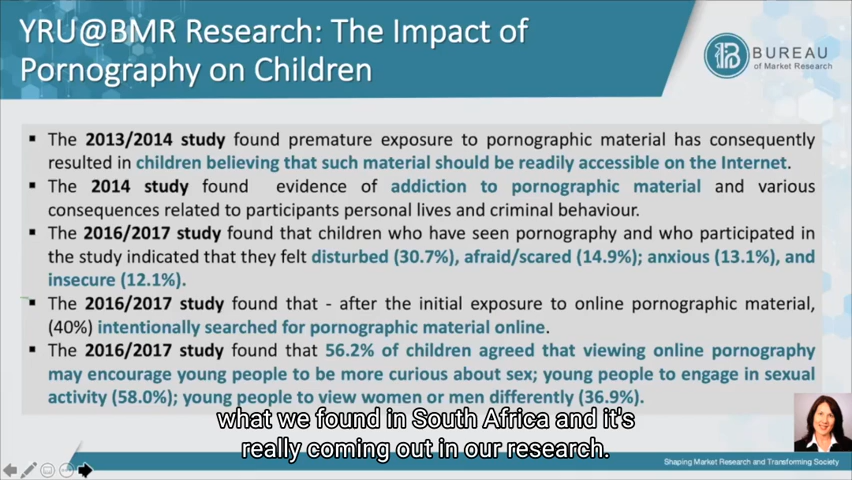 YRU@BMR Research: The Impact of
Pornography on Children
BUREAU
of Market Research
▪ The 2013/2014 study found premature exposure to pornographic material has consequently
resulted in children believing that such material should be readily accessible on the Internet.
▪ The 2014 study found evidence of addiction to pornographic material and various
consequences related to participants personal lives and criminal behaviour.
▪ The 2016/2017 study found that children who have seen pornography and who participated in
the study indicated that they felt disturbed (30.7%), afraid/scared (14.9%); anxious (13.1%), and
insecure (12.1%).
▪ The 2016/2017 study found that - after the initial exposure to online pornographic material,
(40%) intentionally searched for pornographic material online.
▪ The 2016/2017 study found that 56.2% of children agreed that viewing online pornography
may encourage young people to be more curious about sex; young people to engage in sexual
activity (58.0%); young people to view women or men differently (36.9%).
what we found in South Africa and it's
really coming out in our research.
Shaping Market Research and Transforming Society